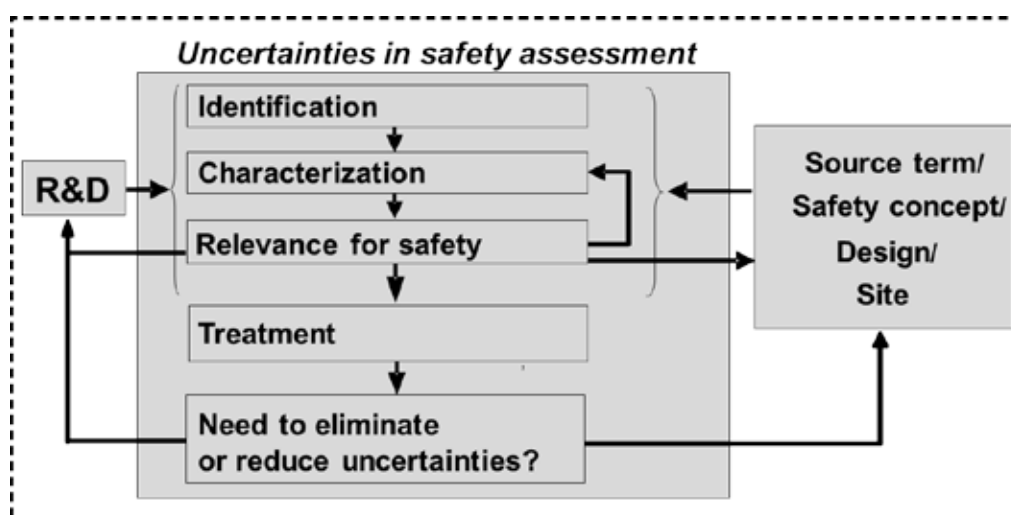 Uncertainties in safety assessment
Identification
Characterization
R&D
Relevance for safety
Source term/
Safety concept/
Design/
Site
Treatment
Need to eliminate
or reduce uncertainties?